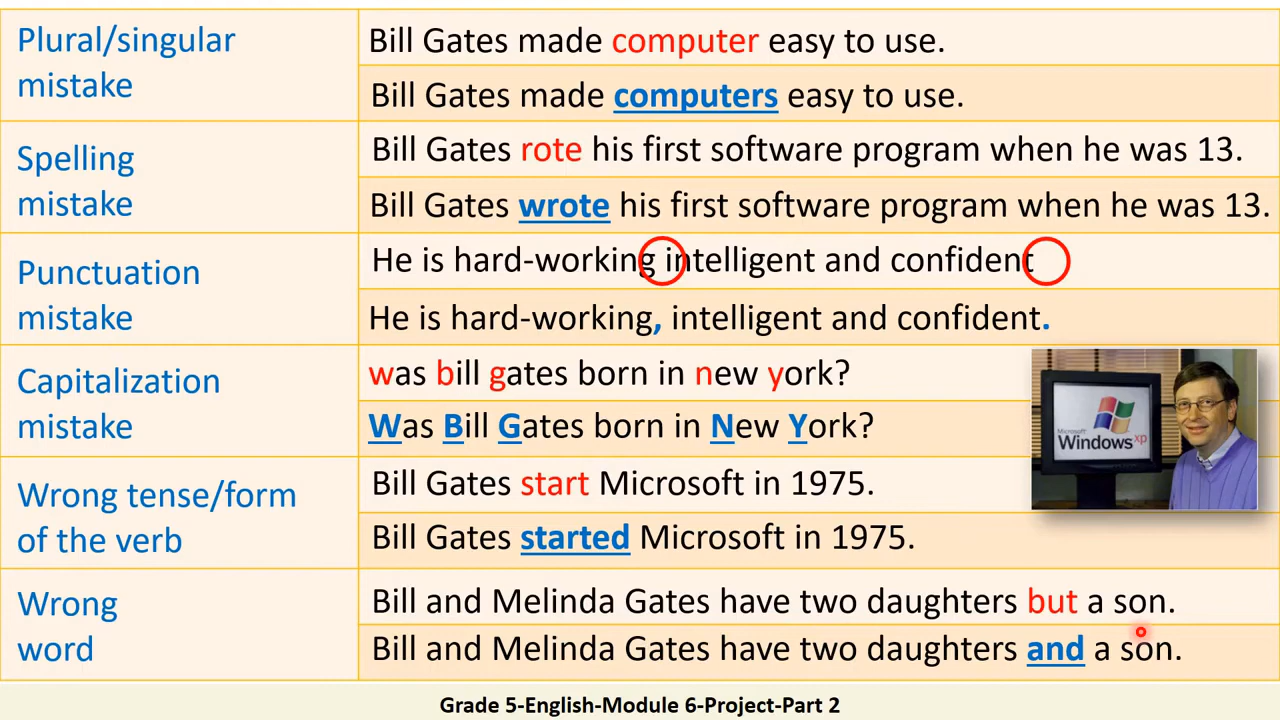 Plural/singular
mistake
Bill Gates made computer easy to use.
Bill Gates made computers easy to use.
Spelling
mistake
Bill Gates rote his first software program when he was 13.
Bill Gates wrote his first software program when he was 13.
Punctuation
mistake
He is hard-working intelligent and confident
He is hard-working, intelligent and confident.
Capitalization
mistake
was bill gates born in new york?
Was Bill Gates born in New York?
Microsoft
Windows xp
Wrong tense/form
of the verb
Bill Gates start Microsoft in 1975.
Bill Gates started Microsoft in 1975.
Wrong
word
Bill and Melinda Gates have two daughters but a son.
Bill and Melinda Gates have two daughters and a son.
Grade 5-English-Module 6-Project-Part 2